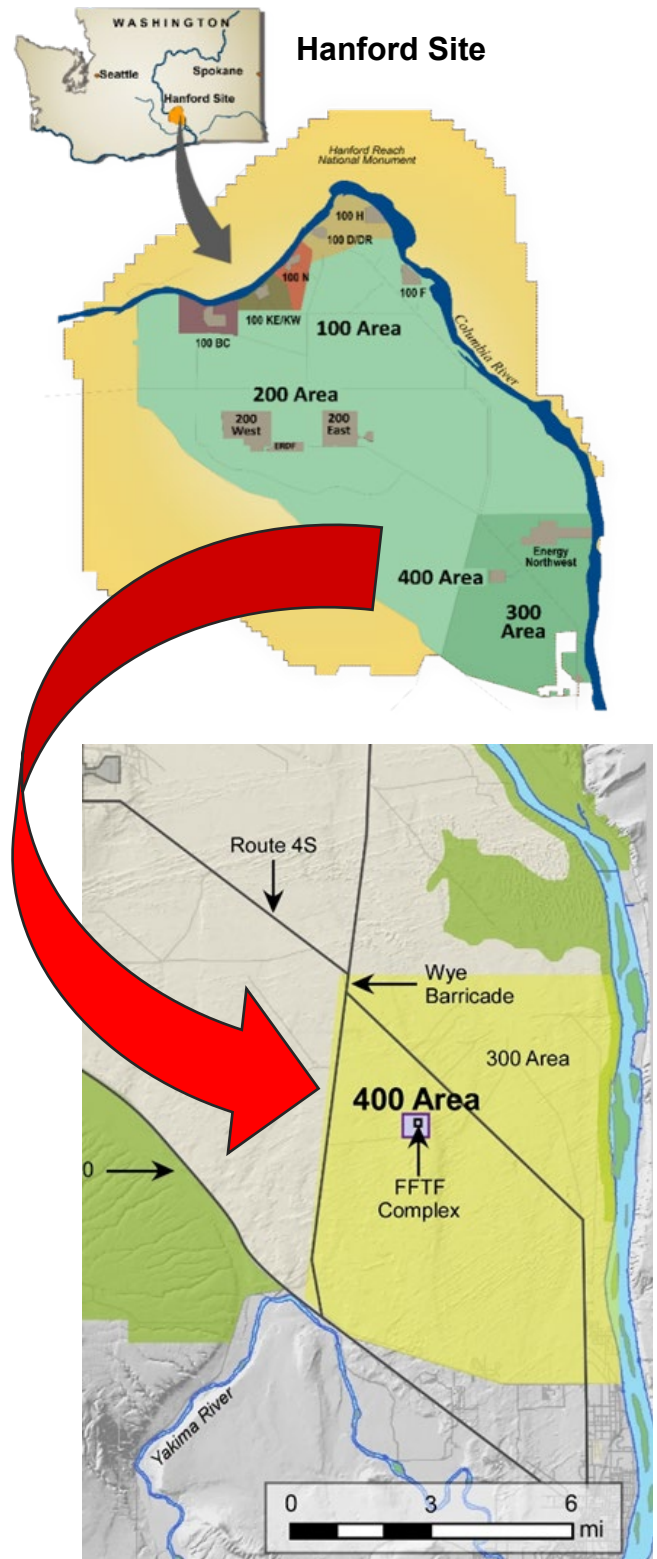 Hanford Site
WASHINGTON
Seattle
Spokane
Hanford Site
Hanford Reach
National Monument
100 H
100 D/DR
100 N
100 F
100 KE/KW
100 BC
100 Area
Columbia River
200 Area
200
West
200
East
ERDF
Energy
Northwest
400 Area
300
Area
Route 4S
Wye
Barricade
300 Area
400 Area
0
FFTF
Complex
Yakima River
0 3 6
mi